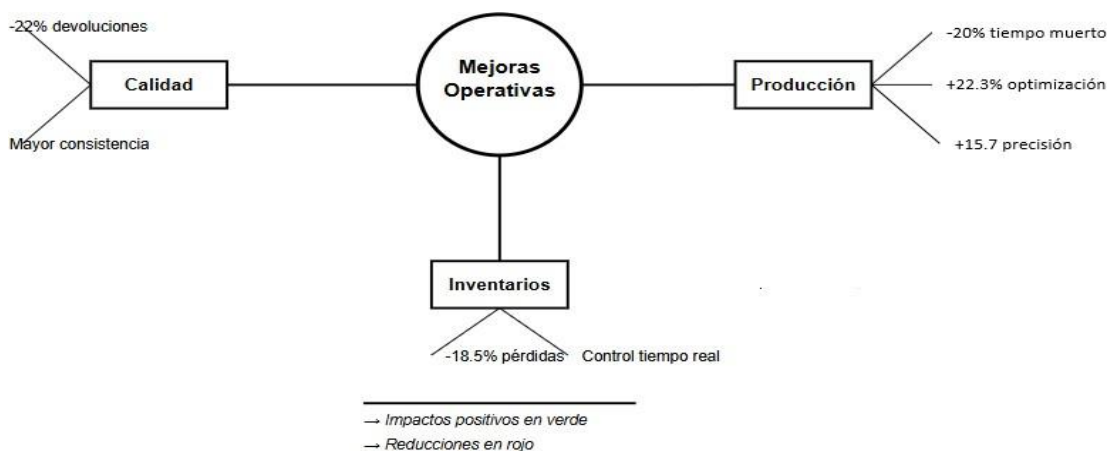 -22% devoluciones
Calidad
Mayor consistencia
Mejoras
Operativas
-20% tiempo muerto
Producción
+22.3% optimización
+15.7 precisión
Inventarios
-18.5% pérdidas
Control tiempo real
→ Impactos positivos en verde
→ Reducciones en rojo